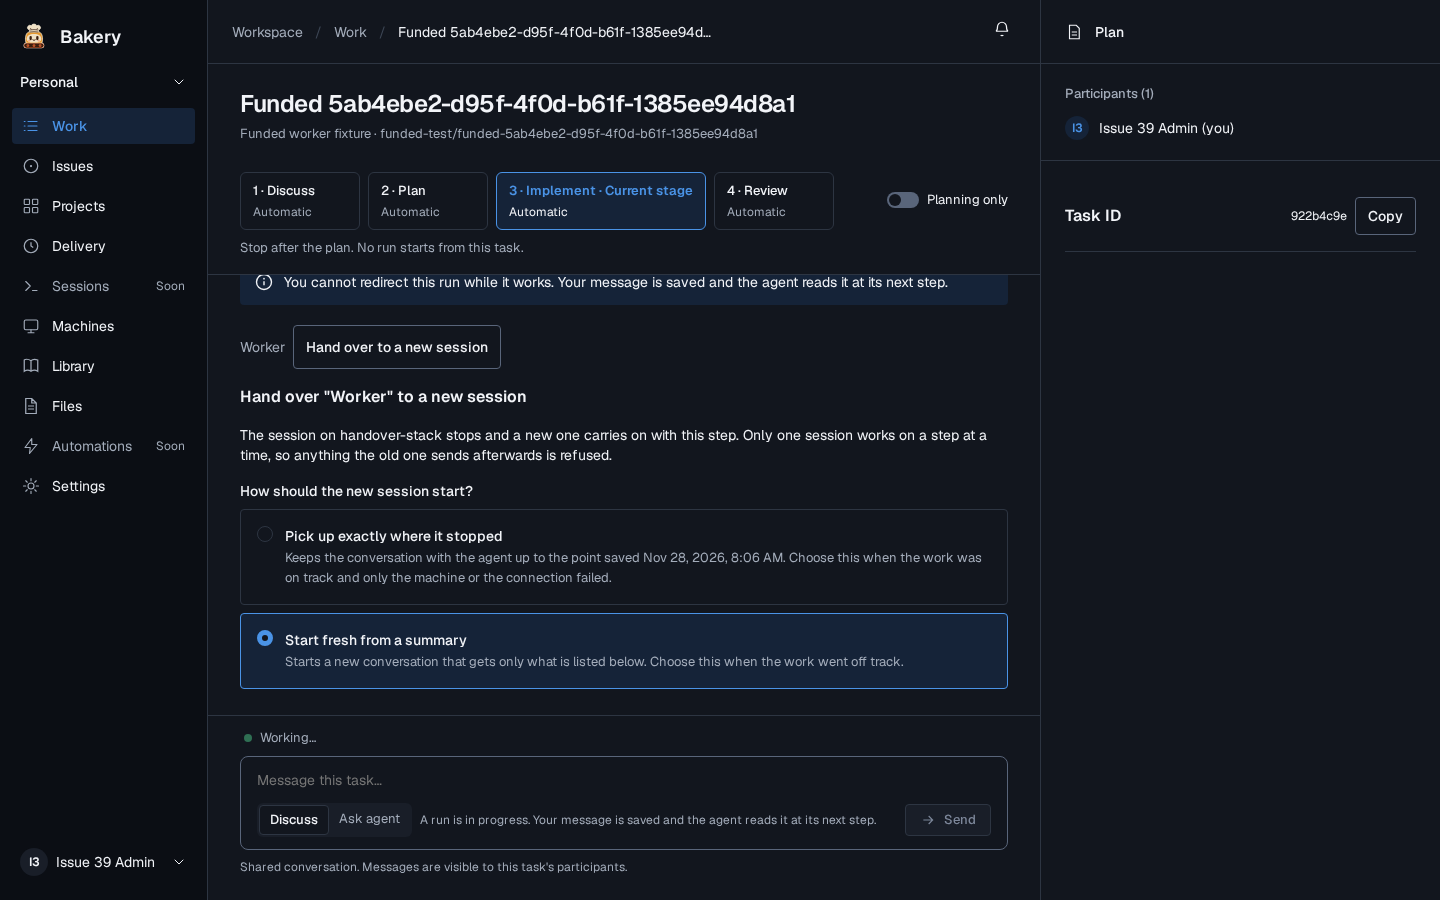 Bakery
Personal
Work
Issues
Projects
Delivery
Sessions Soon
Machines
Library
Files
Automations Soon
Settings
I3 Issue 39 Admin
Workspace / Work / Funded 5ab4ebe2-d95f-4f0d-b61f-1385ee94d...
Funded 5ab4ebe2-d95f-4f0d-b61f-1385ee94d8a1
Funded worker fixture · funded-test/funded-5ab4ebe2-d95f-4f0d-b61f-1385ee94d8a1
1 · Discuss
Automatic
2 · Plan
Automatic
3 · Implement · Current stage
Automatic
4 · Review
Automatic
Planning only
Stop after the plan. No run starts from this task.
You cannot redirect this run while it works. Your message is saved and the agent reads it at its next step.
Worker Hand over to a new session
Hand over "Worker" to a new session
The session on handover-stack stops and a new one carries on with this step. Only one session works on a step at a
time, so anything the old one sends afterwards is refused.
How should the new session start?
Pick up exactly where it stopped
Keeps the conversation with the agent up to the point saved Nov 28, 2026, 8:06 AM. Choose this when the work was
on track and only the machine or the connection failed.
Start fresh from a summary
Starts a new conversation that gets only what is listed below. Choose this when the work went off track.
Working...
Message this task...
Discuss Ask agent A run is in progress. Your message is saved and the agent reads it at its next step. Send
Shared conversation. Messages are visible to this task's participants.
Plan
Participants (1)
I3 Issue 39 Admin (you)
Task ID 922b4c9e Copy